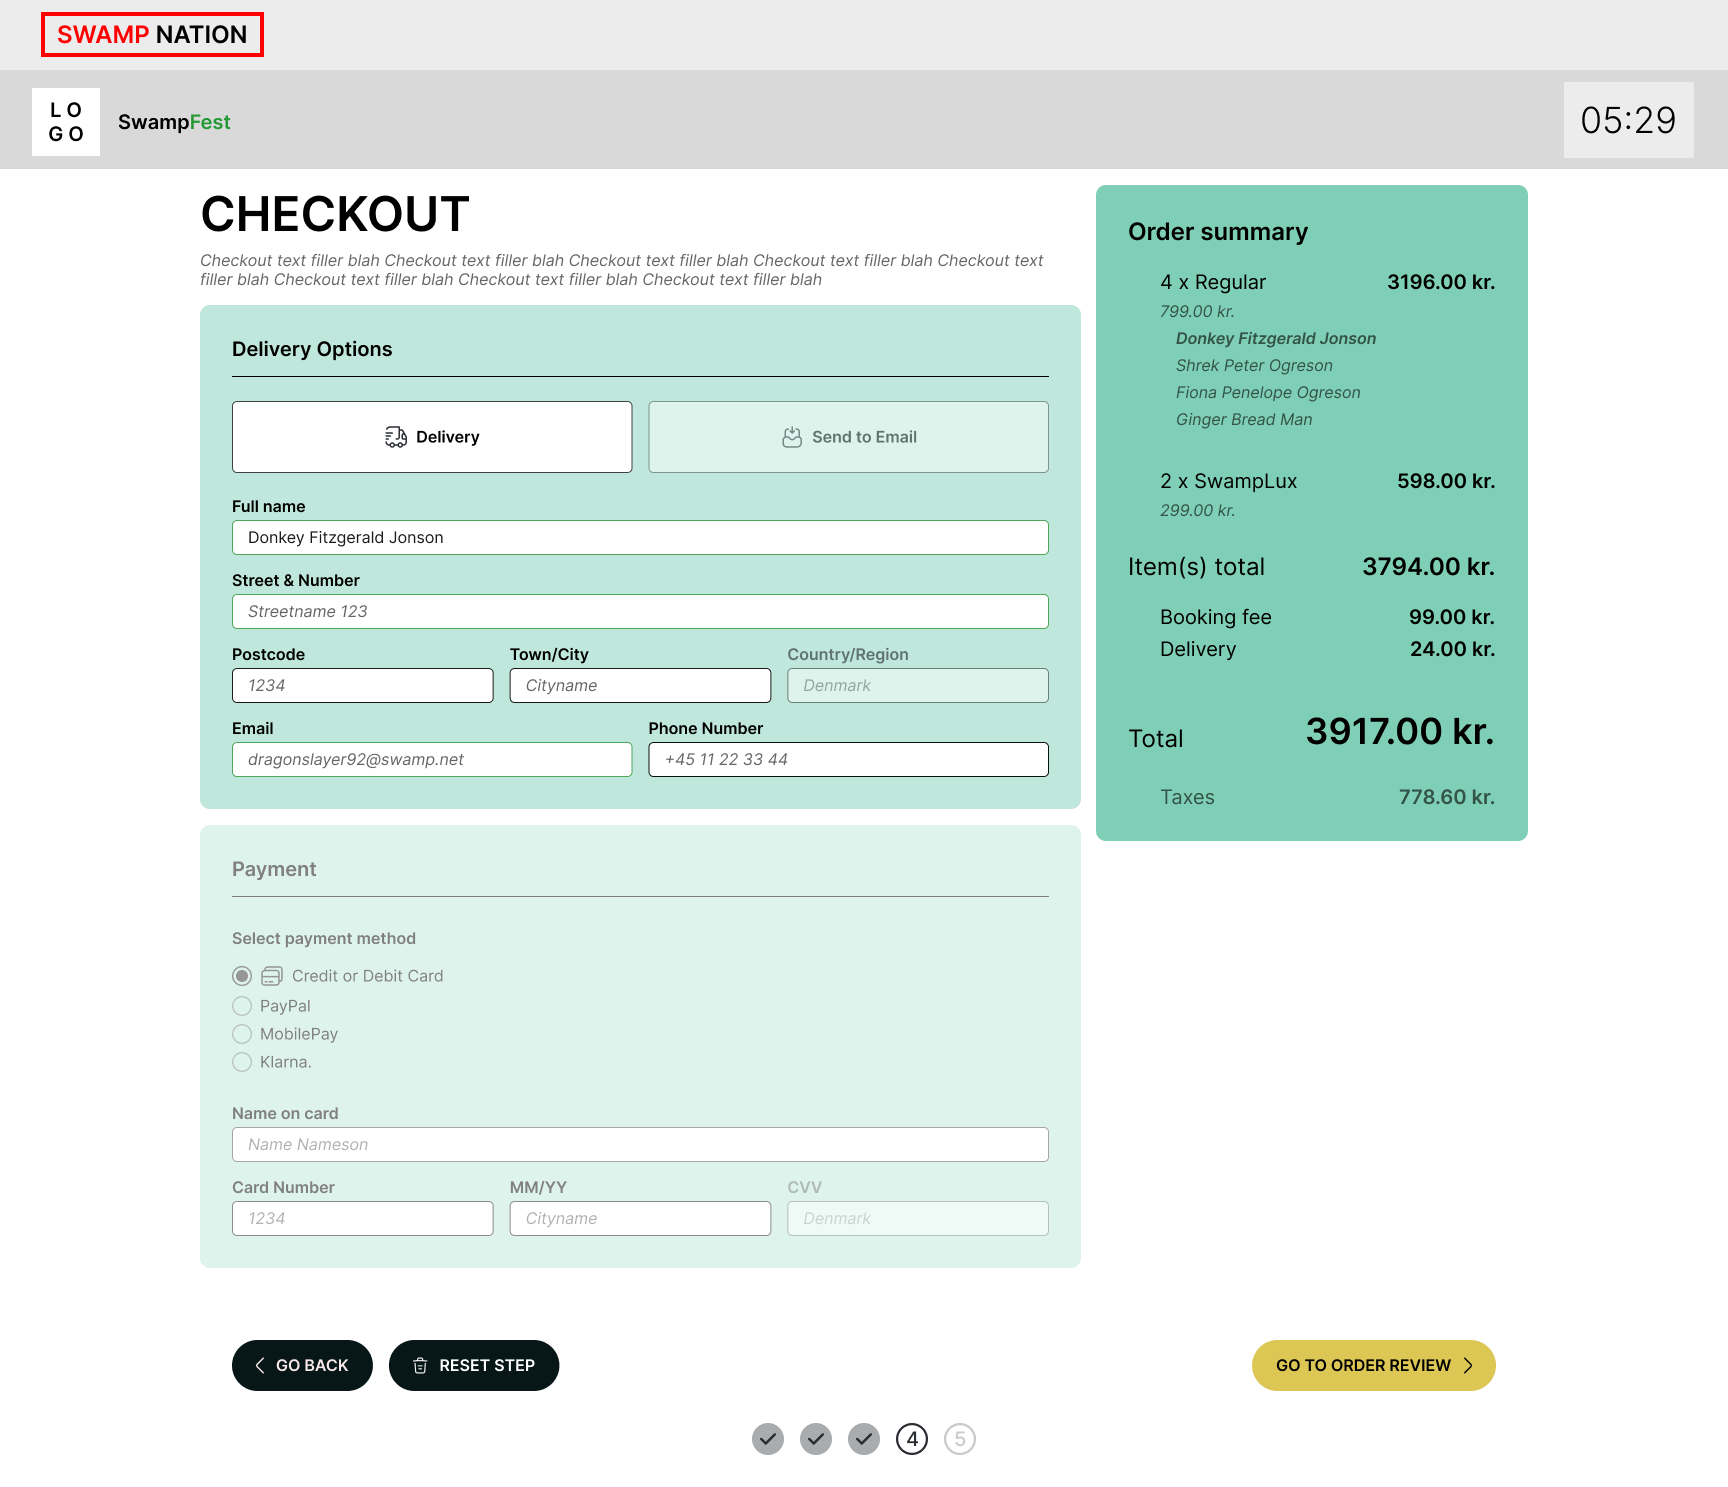 SWAMP NATION
LO
GO
SwampFest
05:29
CHECKOUT
Checkout text filler blah Checkout text filler blah Checkout text filler blah Checkout text filler blah Checkout text
filler blah Checkout text filler blah Checkout text filler blah Checkout text filler blah
Delivery Options
Delivery
Send to Email
Full name
Donkey Fitzgerald Jonson
Street & Number
Streetname 123
Postcode
Town/City
Country/Region
1234
Cityname
Denmark
Email
Phone Number
dragonslayer92@swamp.net
+45 11 22 33 44
Payment
Select payment method
Credit or Debit Card
PayPal
MobilePay
Klarna.
Name on card
Name Nameson
Card Number
MM/YY
CVV
1234
Cityname
Denmark
Order summary
4 x Regular 3196.00 kr.
799.00 kr.
Donkey Fitzgerald Jonson
Shrek Peter Ogreson
Fiona Penelope Ogreson
Ginger Bread Man
2 x SwampLux 598.00 kr.
299.00 kr.
Item(s) total 3794.00 kr.
Booking fee 99.00 kr.
Delivery 24.00 kr.
Total 3917.00 kr.
Taxes 778.60 kr.
GO BACK
RESET STEP
GO TO ORDER REVIEW
4
5